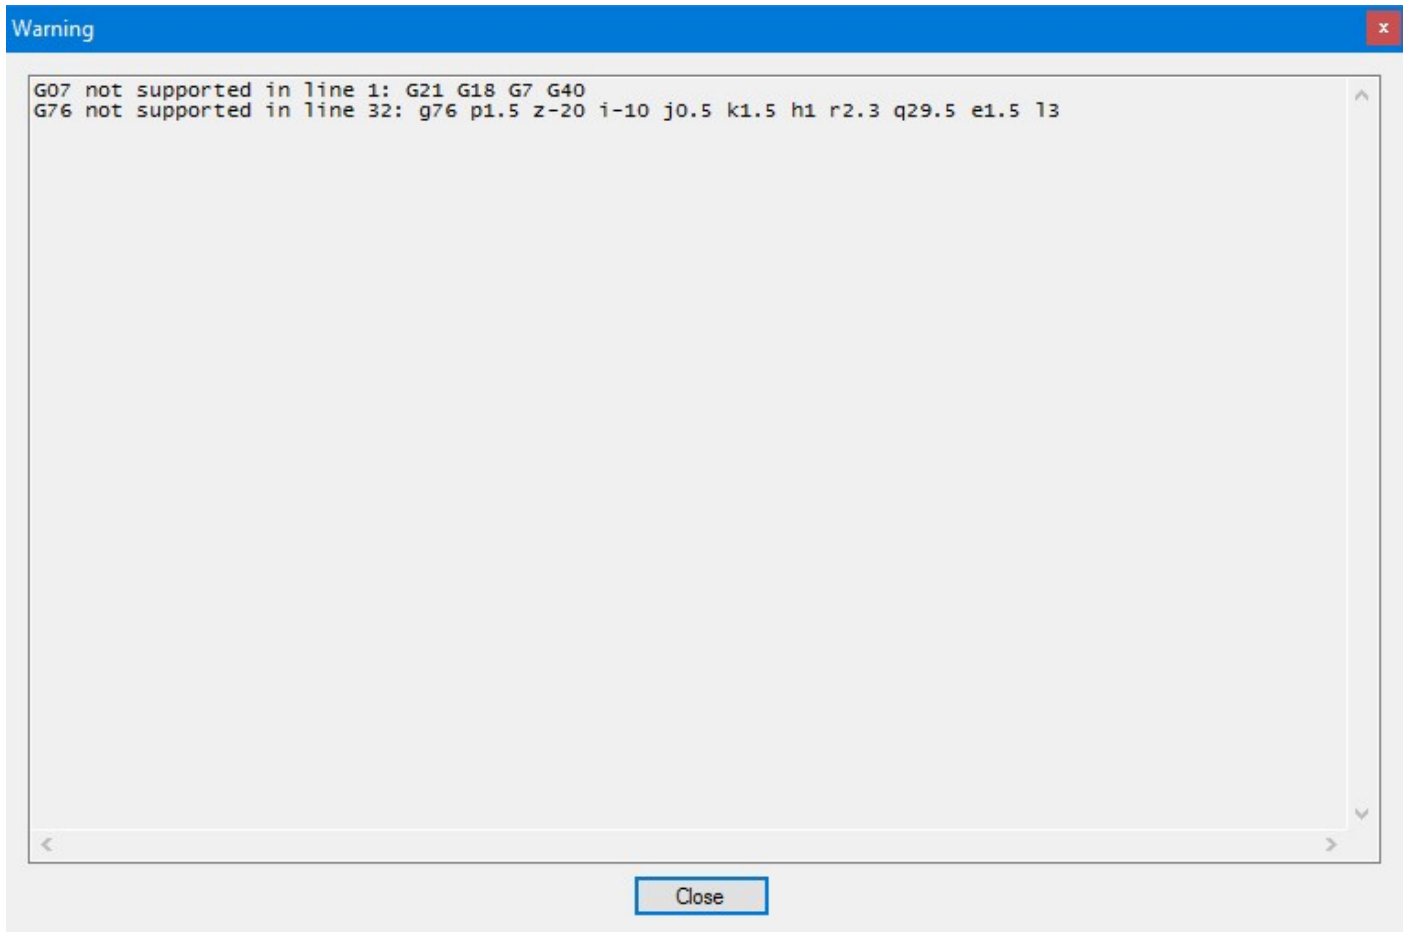 Warning
x
G07 not supported in line 1: G21 G18 G7 G40
G76 not supported in line 32: g76 p1.5 z-20 i-10 j0.5 k1.5 h1 r2.3 q29.5 e1.5 l3
Close